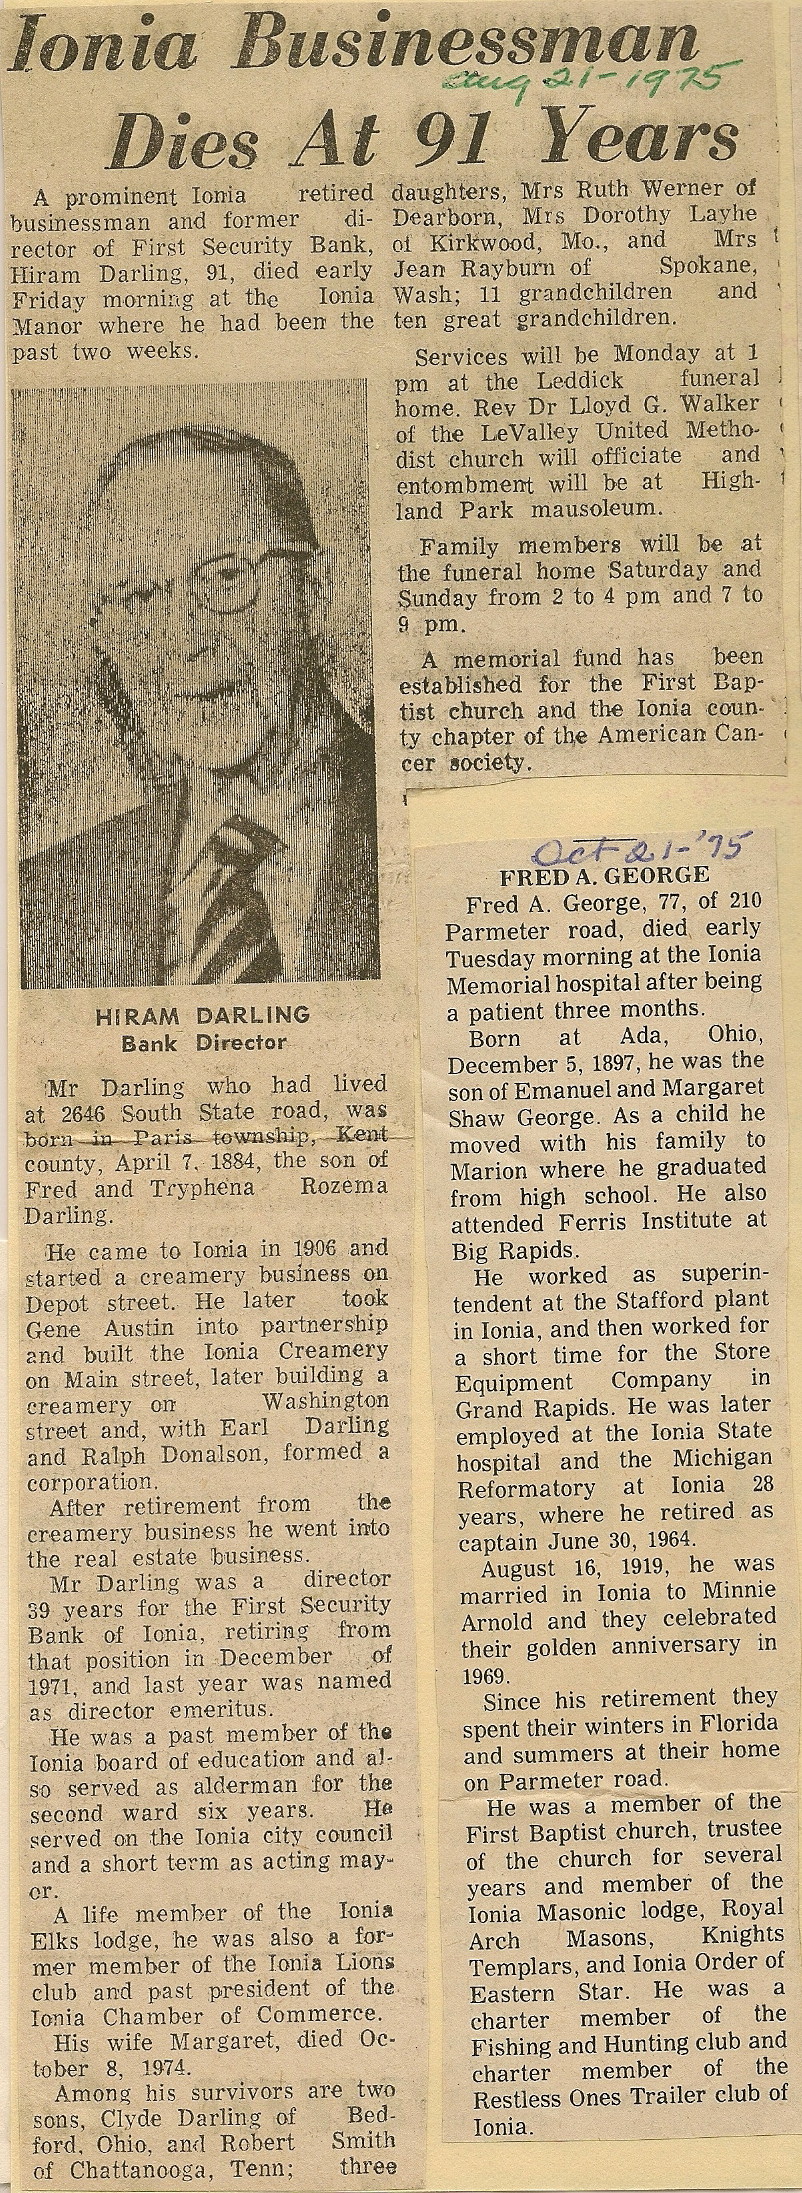 Ionia Businessman
Aug 21-1975
Dies At 91 Years
A prominent Ionia retired
businessman and former di-
rector of First Security Bank,
Hiram Darling, 91, died early
Friday morning at the Ionia
Manor where he had been the
past two weeks.
HIRAM DARLING
Bank Director
Mr Darling who had lived
at 2646 South State road, was
born in Paris township, Kent
county, April 7, 1884, the son of
Fred and Tryphena Rozema
Darling.
He came to Ionia in 1906 and
started a creamery business on
Depot street. He later took
Gene Austin into partnership
and built the Ionia Creamery
on Main street, later building a
creamery on Washington
street and, with Earl Darling
and Ralph Donalson, formed a
corporation.
After retirement from the
creamery business he went into
the real estate business.
Mr Darling was a director
39 years for the First Security
Bank of Ionia, retiring from
that position in December of
1971, and last year was named
as director emeritus.
He was a past member of the
Ionia board of education and al-
so served as alderman for the
second ward six years. He
served on the Ionia city council
and a short term as acting may-
or.
A life member of the Ionia
Elks lodge, he was also a for-
mer member of the Ionia Lions
club and past president of the
Ionia Chamber of Commerce.
His wife Margaret, died Oc-
tober 8, 1974.
Among his survivors are two
sons, Clyde Darling of Bed-
ford, Ohio, and Robert Smith
of Chattanooga, Tenn; three
daughters, Mrs Ruth Werner of
Dearborn, Mrs Dorothy Layhe
of Kirkwood, Mo., and Mrs
Jean Rayburn of Spokane,
Wash; 11 grandchildren and
ten great grandchildren.
Services will be Monday at 1
pm at the Leddick funeral
home. Rev Dr Lloyd G. Walker
of the LeValley United Metho-
dist church will officiate and
entombment will be at High-
land Park mausoleum.
Family members will be at
the funeral home Saturday and
Sunday from 2 to 4 pm and 7 to
9 pm.
A memorial fund has been
established for the First Bap-
tist church and the Ionia coun-
ty chapter of the American Can-
cer society.
Oct 21-'75
FRED A. GEORGE
Fred A. George, 77, of 210
Parmeter road, died early
Tuesday morning at the Ionia
Memorial hospital after being
a patient three months.
Born at Ada, Ohio,
December 5, 1897, he was the
son of Emanuel and Margaret
Shaw George. As a child he
moved with his family to
Marion where he graduated
from high school. He also
attended Ferris Institute at
Big Rapids.
He worked as superin-
tendent at the Stafford plant
in Ionia, and then worked for
a short time for the Store
Equipment Company in
Grand Rapids. He was later
employed at the Ionia State
hospital and the Michigan
Reformatory at Ionia 28
years, where he retired as
captain June 30, 1964.
August 16, 1919, he was
married in Ionia to Minnie
Arnold and they celebrated
their golden anniversary in
1969.
Since his retirement they
spent their winters in Florida
and summers at their home
on Parmeter road.
He was a member of the
First Baptist church, trustee
of the church for several
years and member of the
Ionia Masonic lodge, Royal
Arch Masons, Knights
Templars, and Ionia Order of
Eastern Star. He was a
charter member of the
Fishing and Hunting club and
charter member of the
Restless Ones Trailer club of
Ionia.